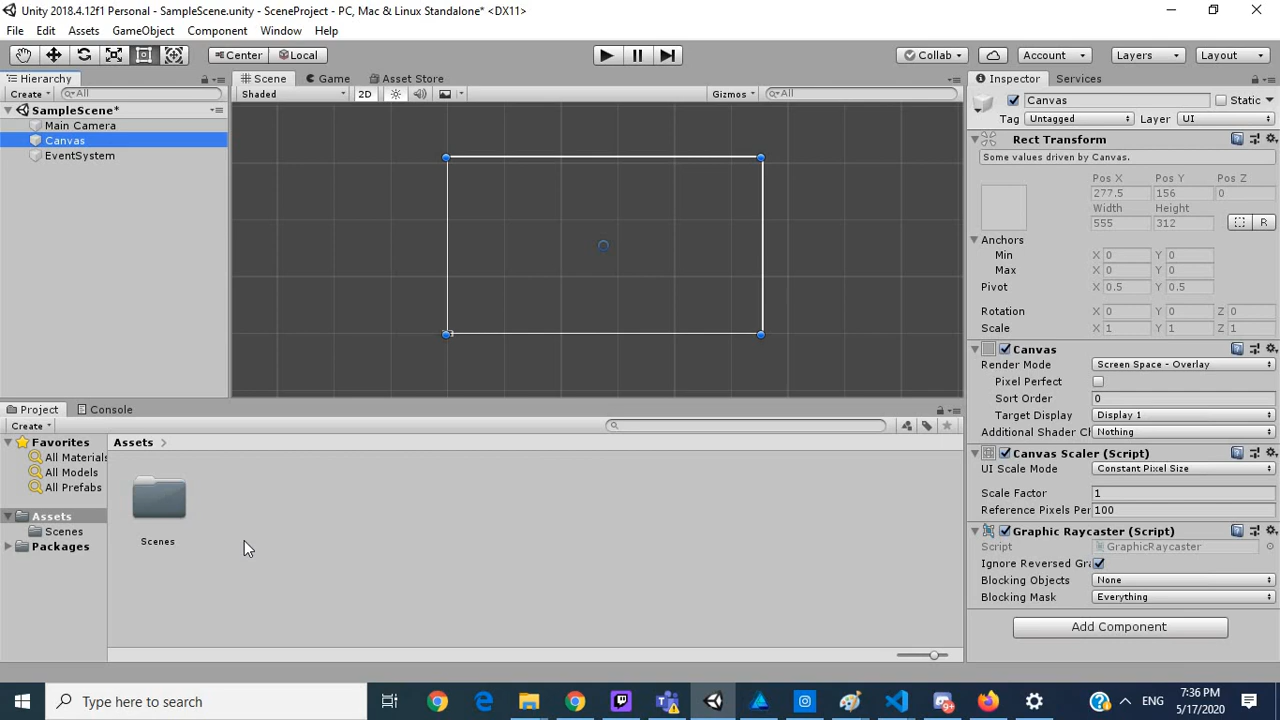 Unity 2018.4.12f1 Personal - SampleScene.unity - SceneProject - PC, Mac & Linux Standalone* <DX11>
File Edit Assets GameObject Component Window Help
Center Local Collab Account Layers Layout
Hierarchy
Create All
SampleScene*
Main Camera
Canvas
EventSystem
Scene Game Asset Store
Shaded 2D Gizmos All
Inspector Services
Canvas Static
Tag Untagged Layer UI
Rect Transform
Some values driven by Canvas.
Pos X Pos Y Pos Z
277.5 156 0
Width Height
555 312 R
Anchors
Min X 0 Y 0
Max X 0 Y 0
Pivot X 0.5 Y 0.5
Rotation X 0 Y 0 Z 0
Scale X 1 Y 1 Z 1
Canvas
Render Mode Screen Space - Overlay
Pixel Perfect
Sort Order 0
Target Display Display 1
Additional Shader Cl Nothing
Canvas Scaler (Script)
UI Scale Mode Constant Pixel Size
Scale Factor 1
Reference Pixels Per 100
Graphic Raycaster (Script)
Script GraphicRaycaster
Ignore Reversed Gra
Blocking Objects None
Blocking Mask Everything
Add Component
Project Console
Create
Favorites
All Materials
All Models
All Prefabs
Assets
Scenes
Packages
Assets
Scenes
Type here to search
ENG
7:36 PM
5/17/2020